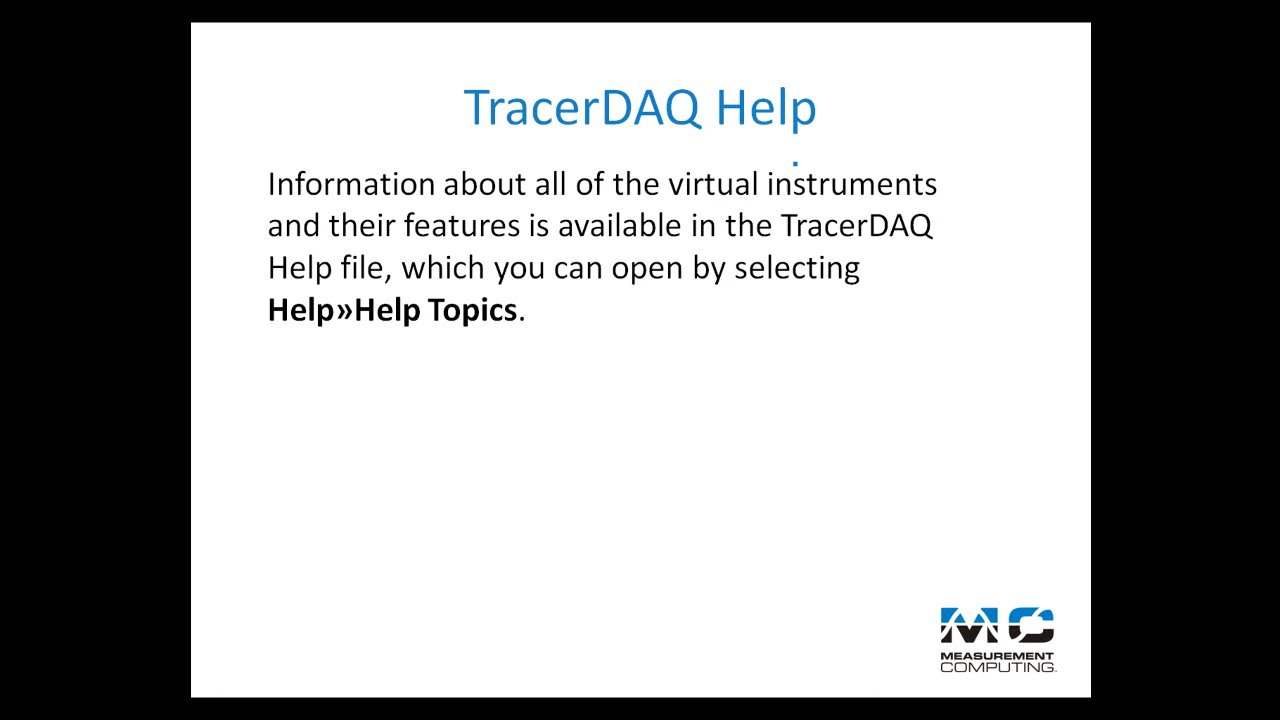 TracerDAQ Help
.
Information about all of the virtual instruments
and their features is available in the TracerDAQ
Help file, which you can open by selecting
Help»Help Topics.
MC
MEASUREMENT
COMPUTING.